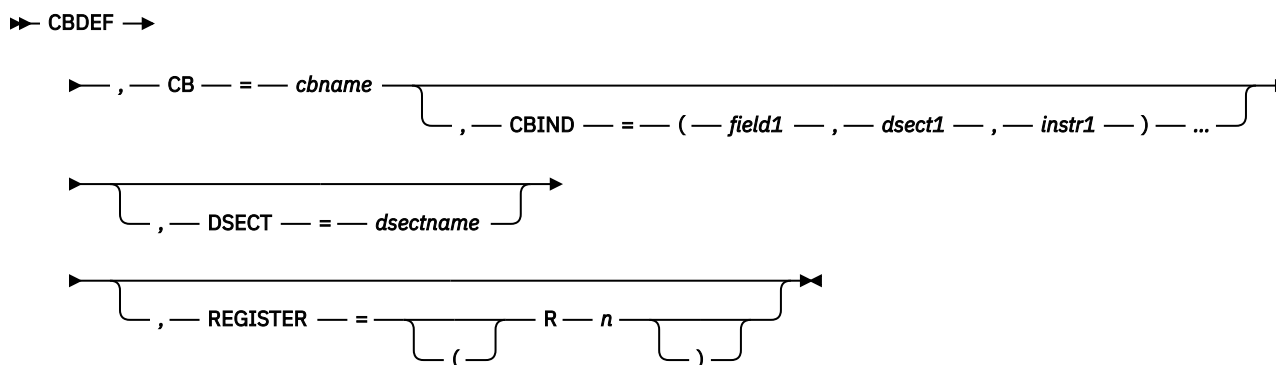 CBDEF
, CB = cbname
, CBIND = ( field1 , dsect1 , instr1 ) ...
, DSECT = dsectname
, REGISTER = R n
( )